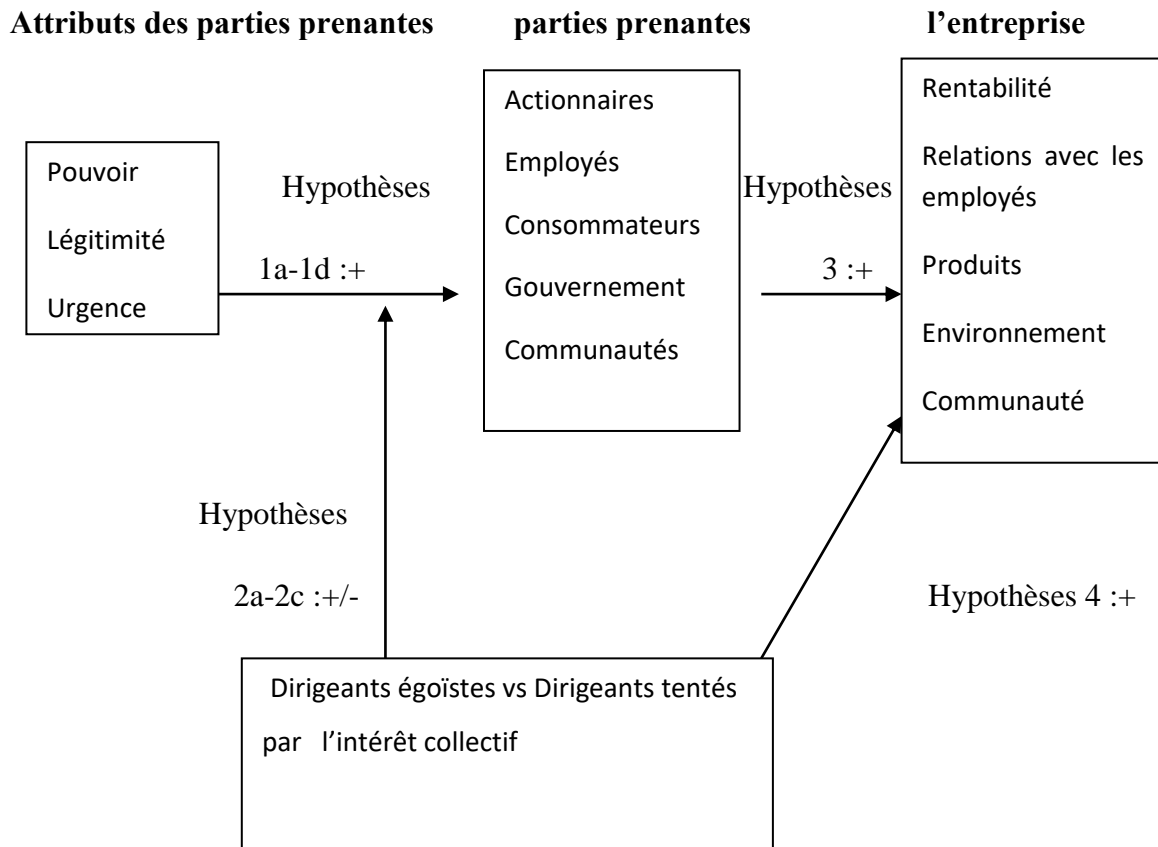 Attributs des parties prenantes parties prenantes l’entreprise
Pouvoir
Légitimité
Urgence
Hypothèses
1a-1d :+
Actionnaires
Employés
Consommateurs
Gouvernement
Communautés
Hypothèses
3 :+
Rentabilité
Relations avec les
employés
Produits
Environnement
Communauté
Hypothèses
2a-2c :+/-
Hypothèses 4 :+
Dirigeants égoïstes vs Dirigeants tentés
par l’intérêt collectif